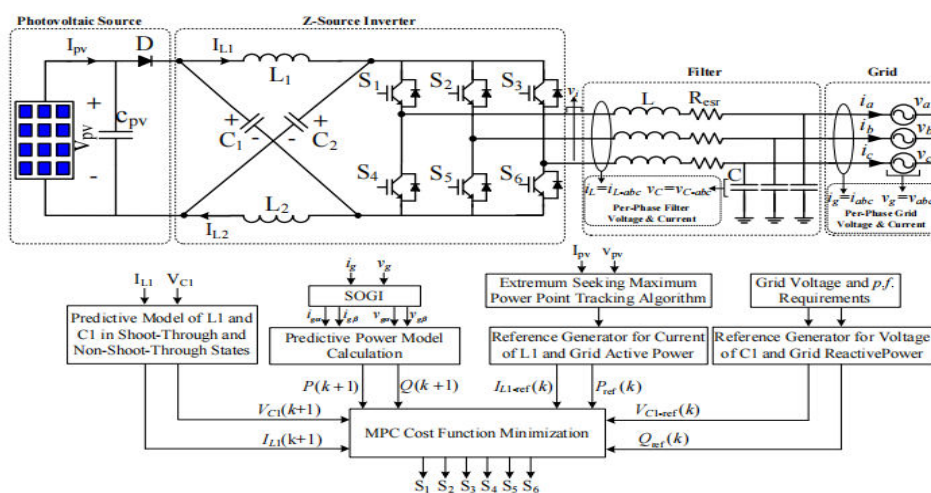 Photovoltaic Source
Z-Source Inverter
Filter
Grid
Ipv
D
IL1
L1
+
Vpv
-
cpv
+
C1
-
+
C2
-
L2
IL2
S1
S2
S3
S4
S5
S6
vi
L
Resr
C
ia
ib
ic
va
vb
vc
iL=iL-abc vC=vC-abc
Per-Phase Filter
Voltage & Current
ig=iabc vg=vabc
Per-Phase Grid
Voltage & Current
IL1 VC1
Predictive Model of L1 and
C1 in Shoot-Through and
Non-Shoot-Through States
ig vg
SOGI
igα ig,β vgα vg,β
Predictive Power Model
Calculation
P(k+1) Q(k+1)
Ipv vpv
Extremum Seeking Maximum
Power Point Tracking Algorithm
Reference Generator for Current
of L1 and Grid Active Power
IL1-ref(k) Pref(k)
Grid Voltage and p.f.
Requirements
Reference Generator for Voltage
of C1 and Grid ReactivePower
VC1(k+1)
IL1(k+1)
MPC Cost Function Minimization
VC1-ref(k)
Qref(k)
S1 S2 S3 S4 S5 S6